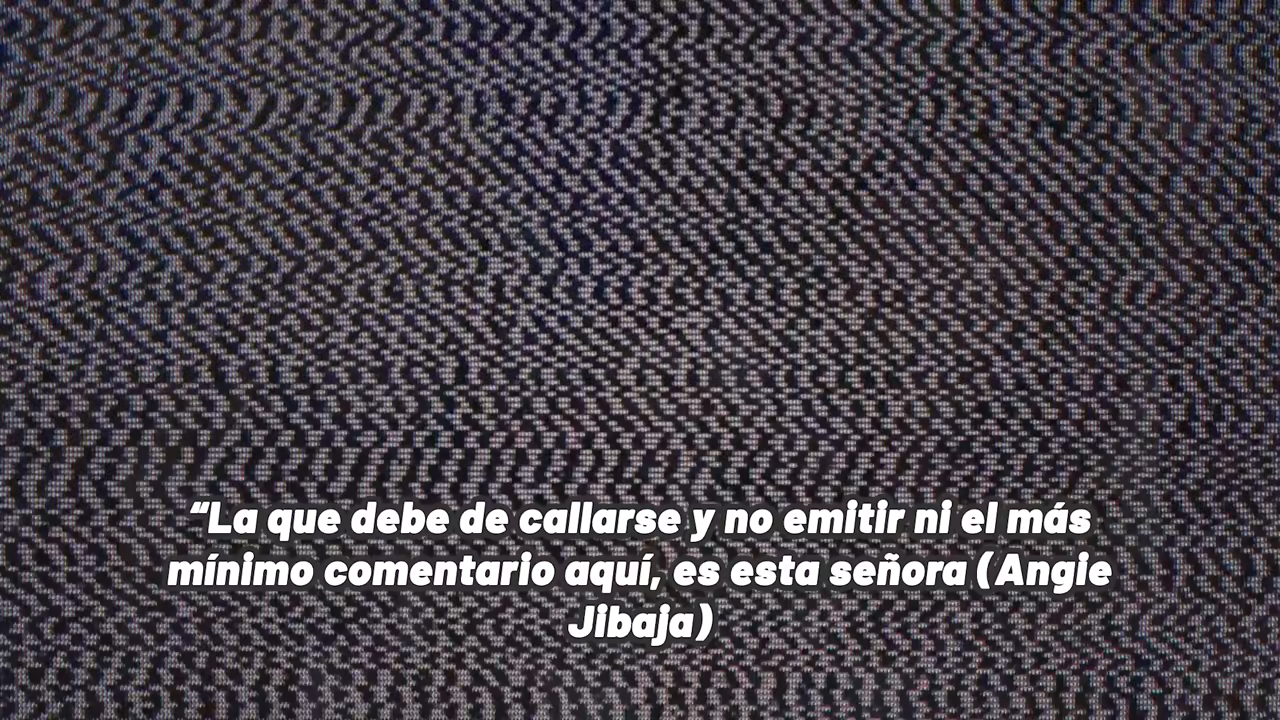 “La que debe de callarse y no emitir ni el más
mínimo comentario aquí, es esta señora (Angie
Jibaja)